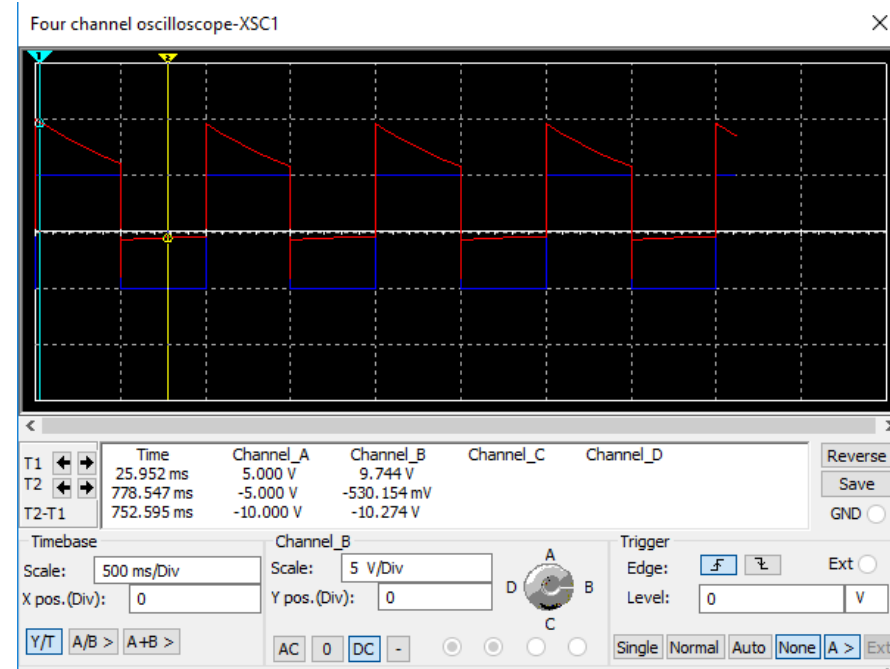 Four channel oscilloscope-XSC1
1 2
Time Channel_A Channel_B Channel_C Channel_D
T1 25.952 ms 5.000 V 9.744 V
T2 778.547 ms -5.000 V -530.154 mV
T2-T1 752.595 ms -10.000 V -10.274 V
Reverse
Save
GND
Timebase
Scale: 500 ms/Div
X pos.(Div): 0
Y/T A/B > A+B >
Channel_B
Scale: 5 V/Div
Y pos.(Div): 0
AC 0 DC -
A
D B
C
Trigger
Edge: Ext
Level: 0 V
Single Normal Auto None A > Ext